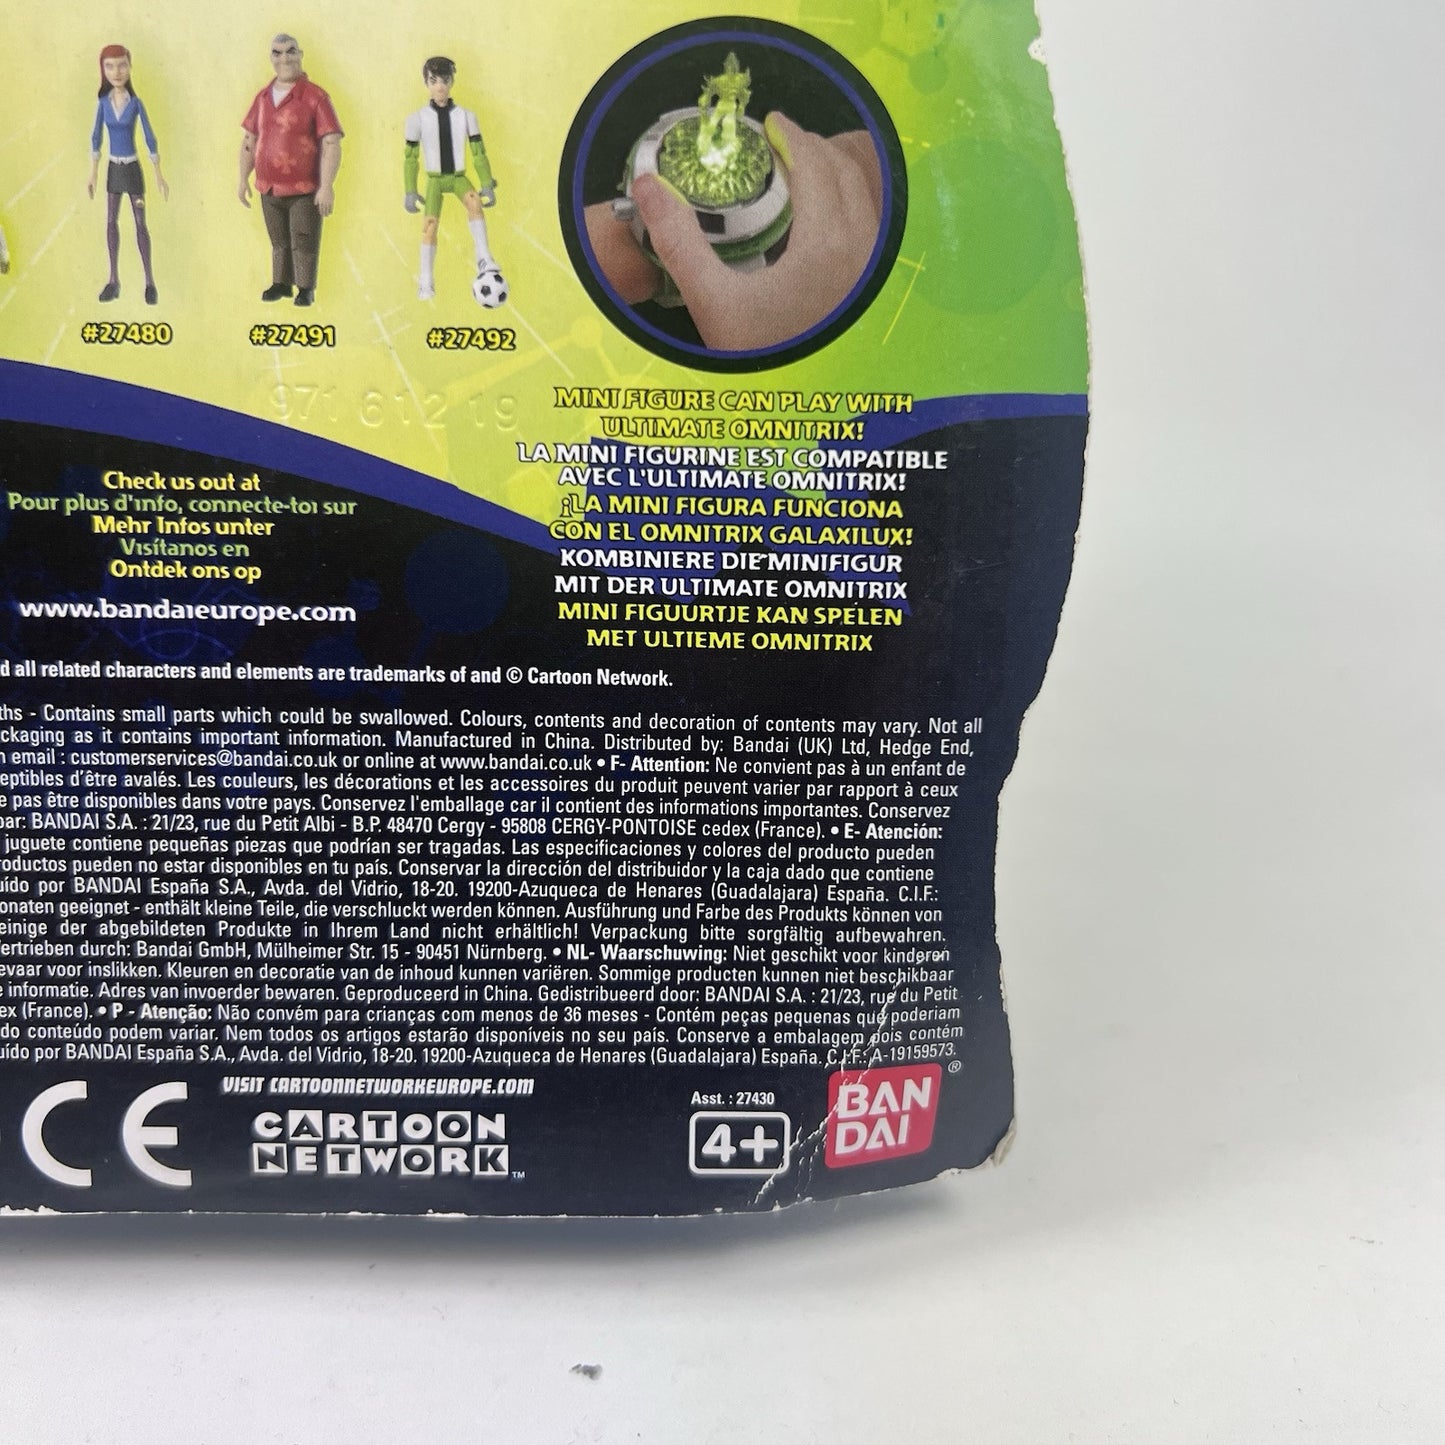 #27480
#27491
#27492
971 612 19
MINI FIGURE CAN PLAY WITH
ULTIMATE OMNITRIX!
LA MINI FIGURINE EST COMPATIBLE
AVEC L'ULTIMATE OMNITRIX!
¡LA MINI FIGURA FUNCIONA
CON EL OMNITRIX GALAXILUX!
KOMBINIERE DIE MINIFIGUR
MIT DER ULTIMATE OMNITRIX
MINI FIGUURTJE KAN SPELEN
MET ULTIEME OMNITRIX
Check us out at
Pour plus d'info, connecte-toi sur
Mehr Infos unter
Visítanos en
Ontdek ons op
www.bandaieurope.com
d all related characters and elements are trademarks of and © Cartoon Network.
ths - Contains small parts which could be swallowed. Colours, contents and decoration of contents may vary. Not all
ckaging as it contains important information. Manufactured in China. Distributed by: Bandai (UK) Ltd, Hedge End,
n email : customerservices@bandai.co.uk or online at www.bandai.co.uk • F- Attention: Ne convient pas à un enfant de
eptibles d'être avalés. Les couleurs, les décorations et les accessoires du produit peuvent varier par rapport à ceux
e pas être disponibles dans votre pays. Conservez l'emballage car il contient des informations importantes. Conservez
par: BANDAI S.A. : 21/23, rue du Petit Albi - B.P. 48470 Cergy - 95808 CERGY-PONTOISE cedex (France). • E- Atención:
juguete contiene pequeñas piezas que podrían ser tragadas. Las especificaciones y colores del producto pueden
roductos pueden no estar disponibles en tu país. Conservar la dirección del distribuidor y la caja dado que contiene
uído por BANDAI España S.A., Avda. del Vidrio, 18-20. 19200-Azuqueca de Henares (Guadalajara) España. C.I.F.:
onaten geeignet - enthält kleine Teile, die verschluckt werden können. Ausführung und Farbe des Produkts können von
einige der abgebildeten Produkte in Ihrem Land nicht erhältlich! Verpackung bitte sorgfältig aufbewahren.
Vertrieben durch: Bandai GmbH, Mülheimer Str. 15 - 90451 Nürnberg. • NL- Waarschuwing: Niet geschikt voor kinderen
evaar voor inslikken. Kleuren en decoratie van de inhoud kunnen variëren. Sommige producten kunnen niet beschikbaar
e informatie. Adres van invoerder bewaren. Geproduceerd in China. Gedistribueerd door: BANDAI S.A. : 21/23, rue du Petit
ex (France). • P - Atenção: Não convém para crianças com menos de 36 meses - Contém peças pequenas que poderiam
do conteúdo podem variar. Nem todos os artigos estarão disponíveis no seu país. Conserve a embalagem pois contém
uído por BANDAI España S.A., Avda. del Vidrio, 18-20. 19200-Azuqueca de Henares (Guadalajara) España. C.I.F.: A-19159573.
CE
VISIT CARTOONNETWORKEUROPE.COM
CARTOON
NETWORK™
Asst. : 27430
4+
BAN
DAI®